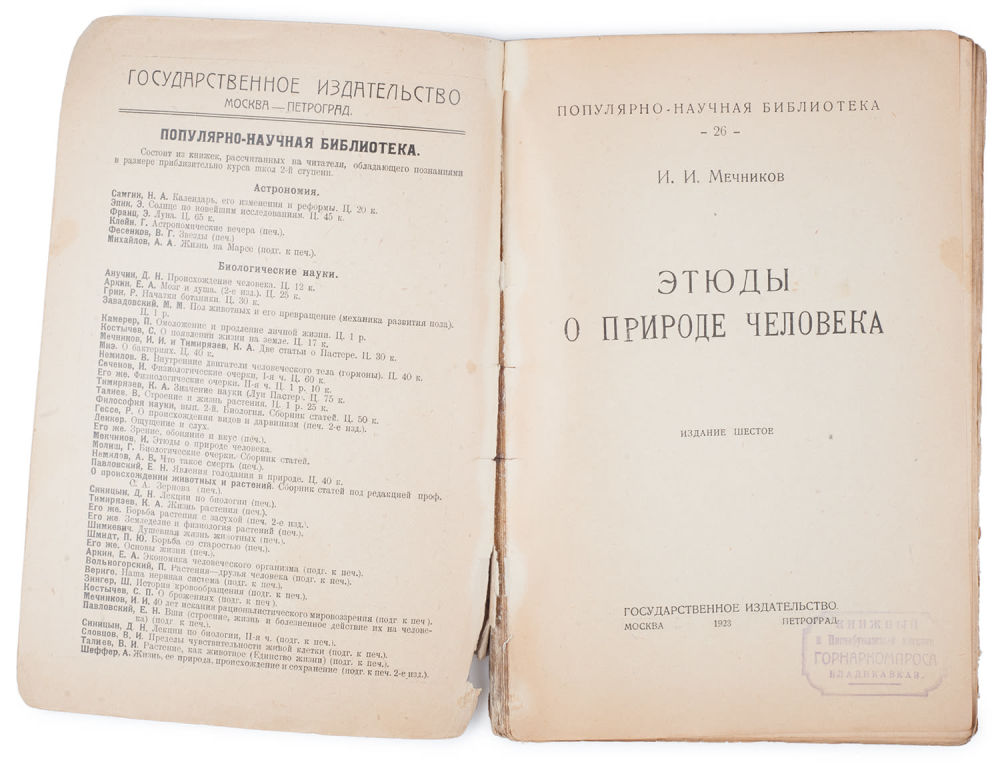 ГОСУДАРСТВЕННОЕ ИЗДАТЕЛЬСТВО
МОСКВА — ПЕТРОГРАД.
ПОПУЛЯРНО-НАУЧНАЯ БИБЛИОТЕКА.
Состоит из книжек, рассчитанных на читателя, обладающего познаниями
в размере приблизительно курса школ 2-й ступени.
Астрономия.
Самгин, Н. А. Календарь, его изменения и реформы. Ц. 20 к.
Эпик, Э. Солнце по новейшим исследованиям. Ц. 45 к.
Франц, Э. Луна. Ц. 65 к.
Клейн, Г. Астрономические вечера (печ.).
Фесенков, В. Г. Звезды (печ.)
Михайлов, А. А. Жизнь на Марсе (подг. к печ.).
Биологические науки.
Анучин, Д. Н. Происхождение человека. Ц. 12 к.
Аркин, Е. А. Мозг и душа. (2-е изд.). Ц. 25 к.
Грин, Р. Начатки ботаники. Ц. 30 к.
Завадовский, М. М. Пол животных и его превращение (механика развития пола).
Ц. 1 р.
Камерер, П. Омоложение и продление личной жизни. Ц. 1 р.
Костычев, С. О появлении жизни на земле. Ц. 17 к.
Мечников, И. И. и Тимирязев, К. А. Две статьи о Пастере. Ц. 30 к.
Миэ. О бактериях. Ц. 40 к.
Немилов. В. Внутренние двигатели человеческого тела (гормоны). Ц. 40 к.
Сеченов, И. Физиологические очерки, I-я ч. Ц. 60 к.
Его же. Физиологические очерки. II-я ч. Ц. 1 р. 10 к.
Тимирязев, К. А. Значение науки (Луи Пастер). Ц. 75 к.
Талиев. В. Строение и жизнь растения. Ц. 1 р. 25 к.
Философия науки, вып. 2-й. Биология. Сборник статей. Ц. 50 к.
Гессе, Р. О происхождении видов и дарвинизм (печ. 2-е изд.).
Деккер. Ощущение и слух.
Его же. Зрение, обоняние и вкус (печ.).
Мечников, И. Этюды о природе человека.
Молиш, Г. Биологические очерки. Сборник статей.
Немилов, А. В. Что такое смерть (печ.).
Павловский, Е. Н. Явления голодания в природе. Ц. 40 к.
О происхождении животных и растений. Сборник статей под редакцией проф.
С. А. Зернова (печ.).
Синицын, Д. Н. Лекции по биологии (печ.).
Тимирязев, К. А. Жизнь растения (печ.).
Его же. Борьба растения с засухой (печ. 2-е изд.).
Его же Земледелие и физиология растений (печ.).
Шимкевич. Душевная жизнь животных (печ.).
Шмидт, П. Ю. Борьба со старостью (печ.).
Его же. Основы жизни (печ.).
Аркин, Е. А. Экономика человеческого организма (подг. к печ.).
Вольногорский, П. Растения—друзья человека (подг. к печ.).
Вериго. Наша нервная система (подг. к печ.).
Энигер, Ш. История кровообращения (подг. к печ.).
Костычев, С. П. О брожениях (подг. к печ.).
Мечников, И. И. 40 лет искания рационалистического мировоззрения (подг к печ.).
Павловский, Е. Н. Вши (строение, жизнь и болезненное действие их на челове-
ка) (подг. к печ.).
Синицын, Д. Н. Лекции по биологии, II-я ч. (подг. к печ.).
Словцов, В. И. Пределы чувствительности живой клетки (подг. к печ.).
Талиев, В. И. Растение, как животное (Единство жизни) (подг. к печ.).
Шеффер, А. Жизнь, ее природа, происхождение и сохранение (подг. к печ. 2-е изд.).
ПОПУЛЯРНО-НАУЧНАЯ БИБЛИОТЕКА
– 26 –
И. И. Мечников
ЭТЮДЫ
О ПРИРОДЕ ЧЕЛОВЕКА
ИЗДАНИЕ ШЕСТОЕ
ГОСУДАРСТВЕННОЕ ИЗДАТЕЛЬСТВО
МОСКВА 1923 ПЕТРОГРАД
КНИЖНЫЙ
ГОРНАРКОМПРОСА
ВЛАДИКАВКАЗ.